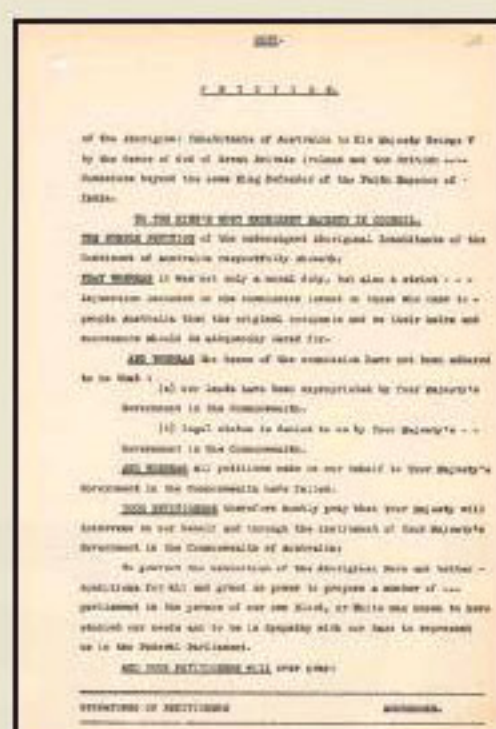 PETITION.
of the Aboriginal Inhabitants of Australia to His Majesty George V
by the Grace of God of Great Britain Ireland and the British
Dominions beyond the seas King Defender of the Faith Emperor of -
India.
TO THE KING'S MOST EXCELLENT MAJESTY IN COUNCIL.
THE HUMBLE PETITION of the undersigned Aboriginal Inhabitants of the
Continent of Australia respectfully sheweth:
THAT WHEREAS it was not only a moral duty, but also a strict - - -
injunction included in the commission issued to those who came to -
people Australia that the original occupants and we their heirs and
successors should be adequately cared for.
AND WHEREAS the terms of the commission have not been adhered
to in that :
(a) our lands have been expropriated by Your Majesty's
Government in the Commonwealth.
(b) legal status is denied to us by Your Majesty's - -
Government in the Commonwealth.
AND WHEREAS all petitions made on our behalf to Your Majesty's
Government in the Commonwealth have failed.
YOUR PETITIONERS therefore humbly pray that Your Majesty will
intervene on our behalf and through the instrument of Your Majesty's
Government in the Commonwealth of Australia:
To prevent the extinction of the Aboriginal Race and better -
conditions for all and grant us power to propose a member of
parliament in the person of our own Blood, or White man known to have
studied our needs and to be in Sympathy with our Race to represent
us in the Federal Parliament.
AND YOUR PETITIONERS WILL ever pray:
SIGNATURES OF PETITIONERS